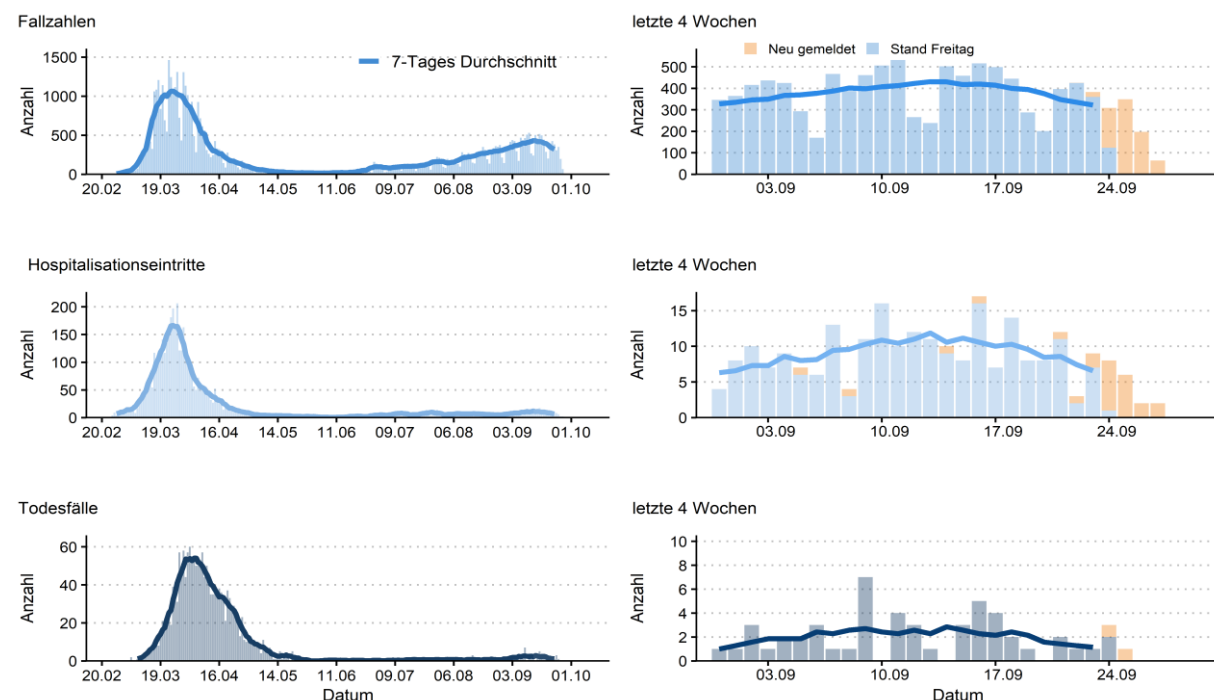 Fallzahlen
Anzahl
1500
1000
500
0
7-Tages Durchschnitt
20.02 19.03 16.04 14.05 11.06 09.07 06.08 03.09 01.10
letzte 4 Wochen
Neu gemeldet Stand Freitag
Anzahl
500
400
300
200
100
0
03.09 10.09 17.09 24.09
Hospitalisationseintritte
Anzahl
200
150
100
50
0
20.02 19.03 16.04 14.05 11.06 09.07 06.08 03.09 01.10
letzte 4 Wochen
Anzahl
15
10
5
0
03.09 10.09 17.09 24.09
Todesfälle
Anzahl
60
40
20
0
20.02 19.03 16.04 14.05 11.06 09.07 06.08 03.09 01.10
Datum
letzte 4 Wochen
Anzahl
10
8
6
4
2
0
03.09 10.09 17.09 24.09
Datum